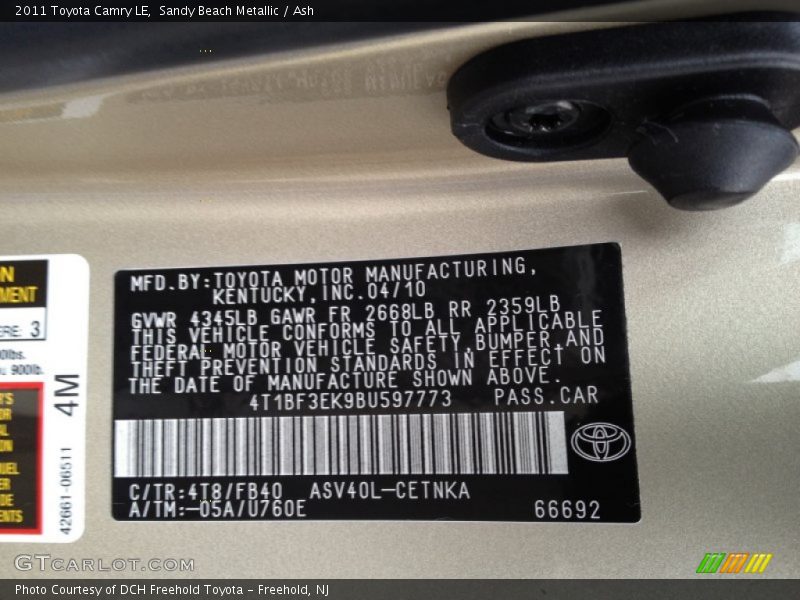 2011 Toyota Camry LE, Sandy Beach Metallic / Ash
MFD.BY:TOYOTA MOTOR MANUFACTURING,
KENTUCKY,INC.04/10
GVWR 4345LB GAWR FR 2668LB RR 2359LB
THIS VEHICLE CONFORMS TO ALL APPLICABLE
FEDERAL MOTOR VEHICLE SAFETY,BUMPER,AND
THEFT PREVENTION STANDARDS IN EFFECT ON
THE DATE OF MANUFACTURE SHOWN ABOVE.
4T1BF3EK9BU597773 PASS.CAR
C/TR:4T8/FB40 ASV40L-CETNKA
A/TM:-05A/U760E 66692
3
4M
42661-06511
GTCARLOT.COM
Photo Courtesy of DCH Freehold Toyota – Freehold, NJ